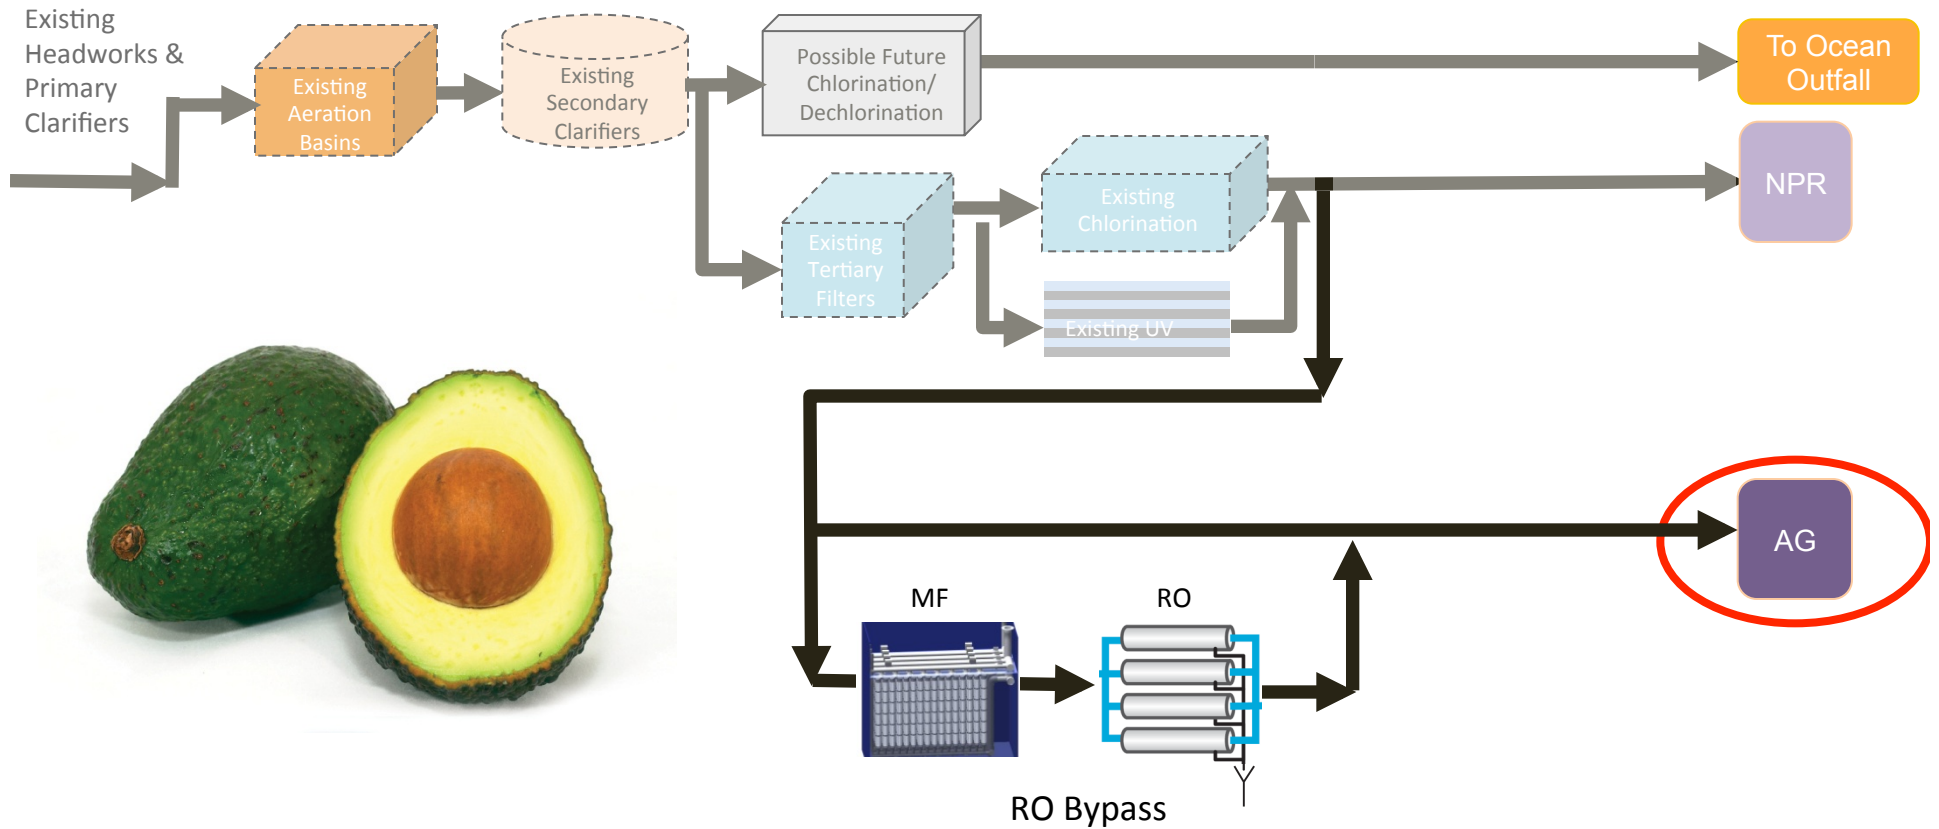 Existing
Headworks &
Primary
Clarifiers
Existing
Aeration
Basins
Existing
Secondary
Clarifiers
Possible Future
Chlorination/
Dechlorination
To Ocean
Outfall
Existing
Tertiary
Filters
Existing
Chlorination
Existing UV
NPR
AG
MF
RO
RO Bypass